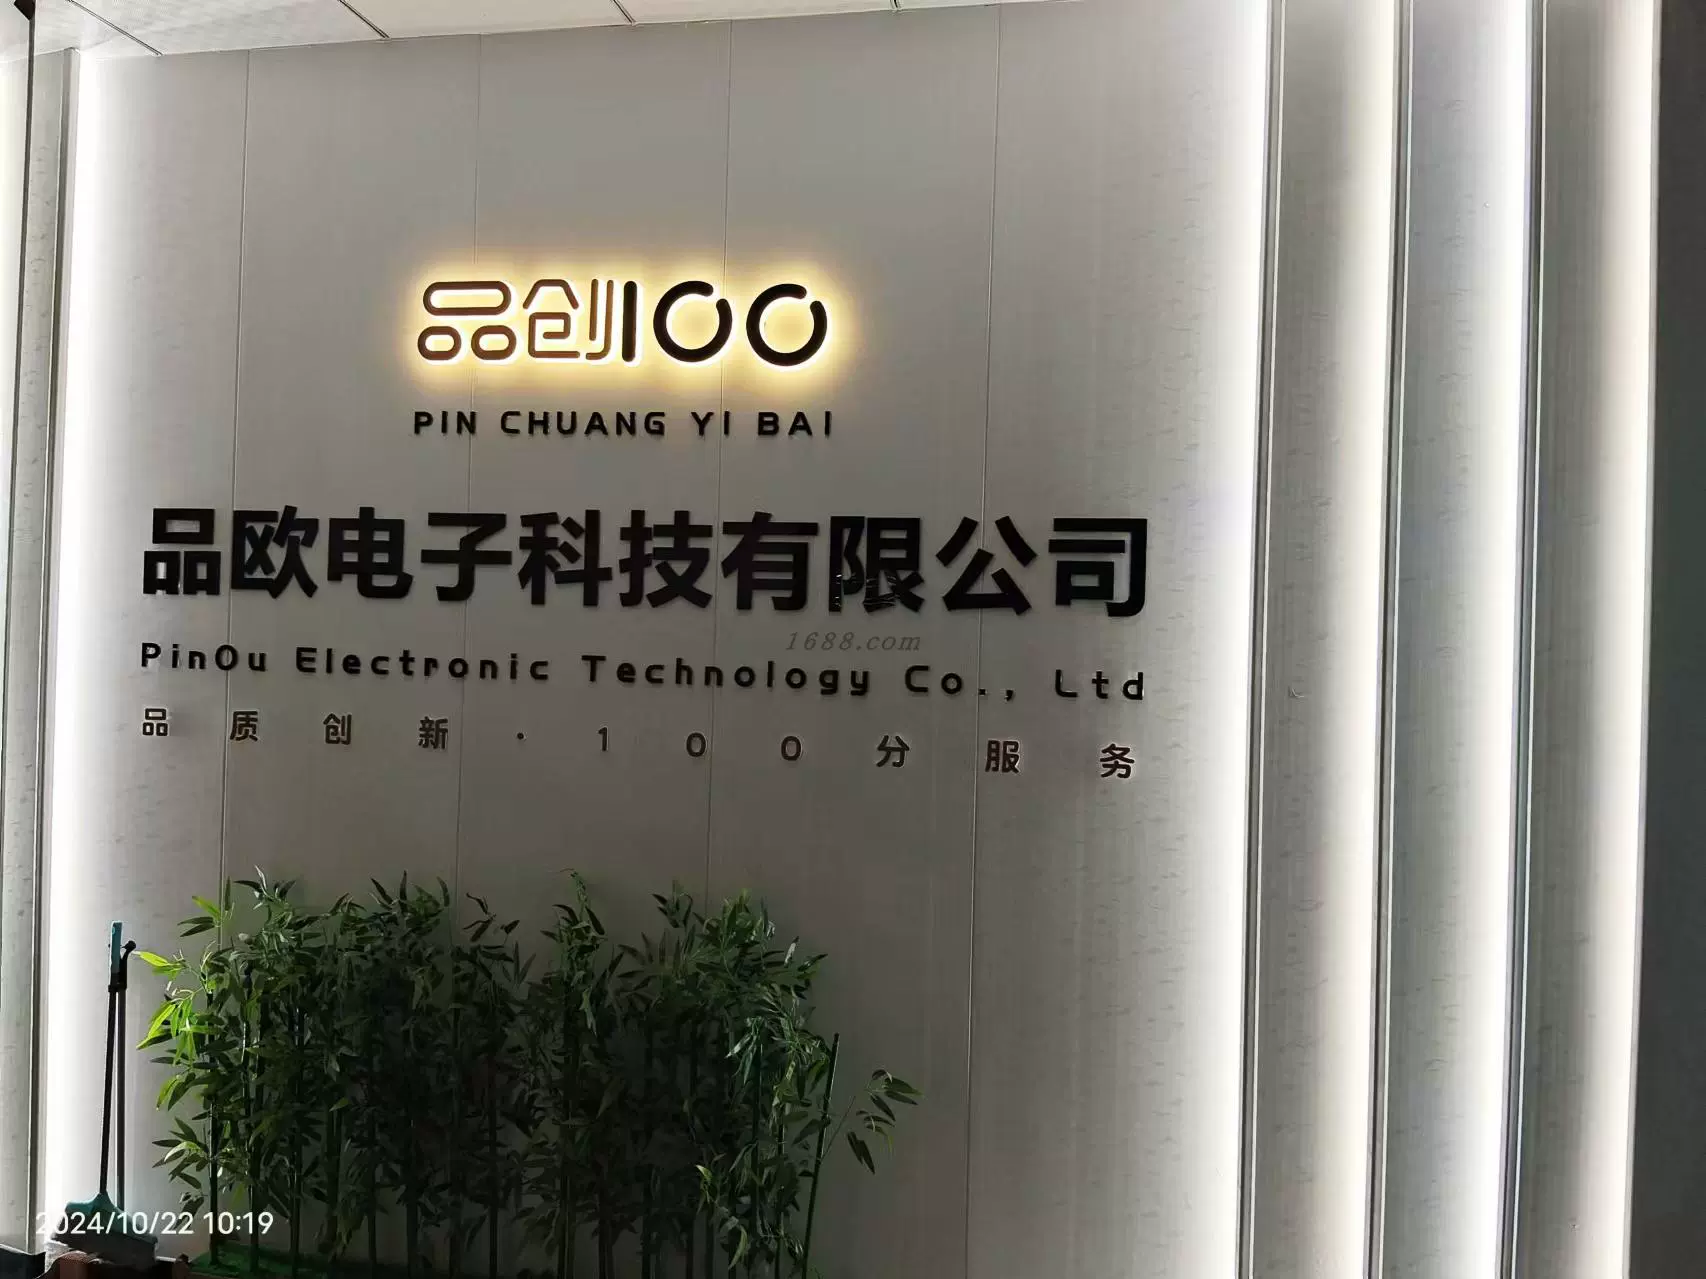 品创100
PIN CHUANG YI BAI
品欧电子科技有限公司
1688.com
PinOu Electronic Technology Co., Ltd
品质创新·100分服务
2024/10/22 10:19